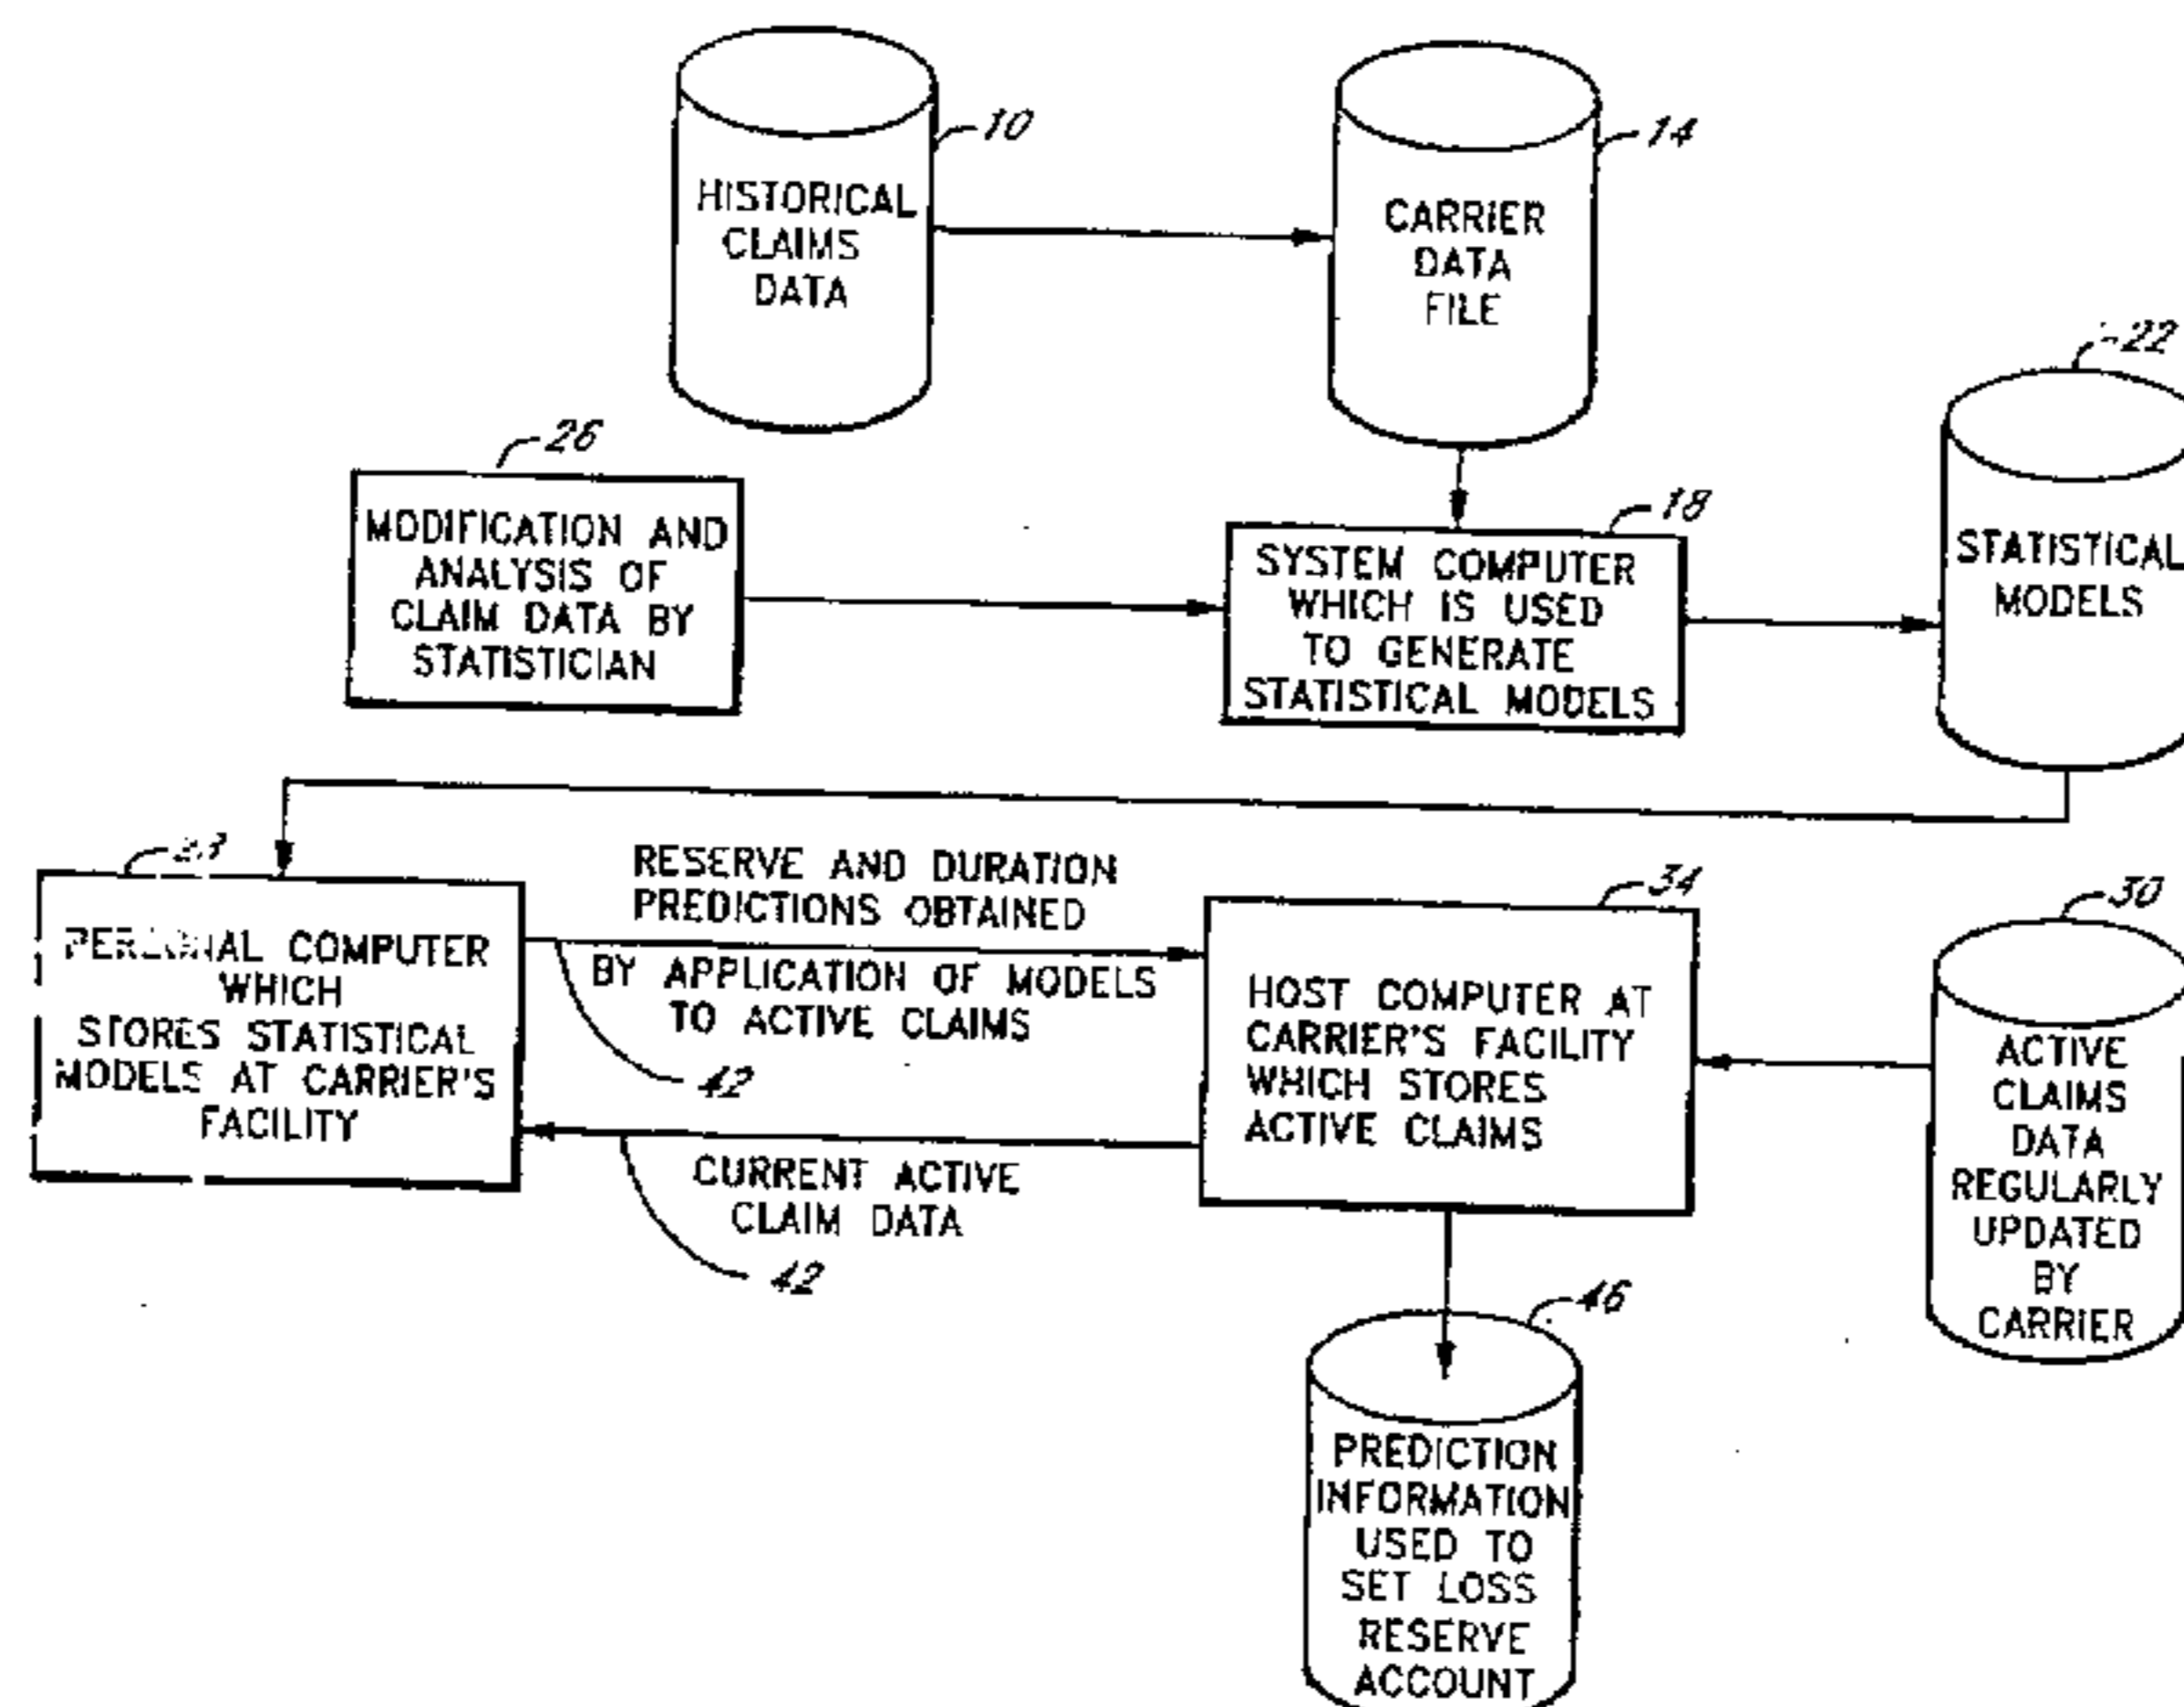 10
HISTORICAL
CLAIMS
DATA
14
CARRIER
DATA
FILE
22
STATISTICAL
MODELS
26
MODIFICATION AND
ANALYSIS OF
CLAIM DATA BY
STATISTICIAN
18
SYSTEM COMPUTER
WHICH IS USED
TO GENERATE
STATISTICAL MODELS
PERSONAL COMPUTER
WHICH
STORES STATISTICAL
MODELS AT CARRIER'S
FACILITY
RESERVE AND DURATION
PREDICTIONS OBTAINED
BY APPLICATION OF MODELS
TO ACTIVE CLAIMS
42
CURRENT ACTIVE
CLAIM DATA
42
34
HOST COMPUTER AT
CARRIER'S FACILITY
WHICH STORES
ACTIVE CLAIMS
30
ACTIVE
CLAIMS
DATA
REGULARLY
UPDATED
BY
CARRIER
46
PREDICTION
INFORMATION
USED TO
SET LOSS
RESERVE
ACCOUNT